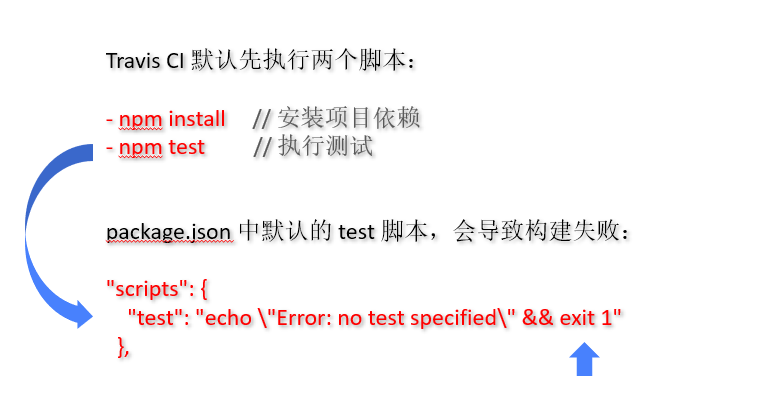 Travis CI 默认先执行两个脚本：
- npm install // 安装项目依赖
- npm test // 执行测试
package.json 中默认的 test 脚本，会导致构建失败：
"scripts": {
"test": "echo \"Error: no test specified\" && exit 1"
},